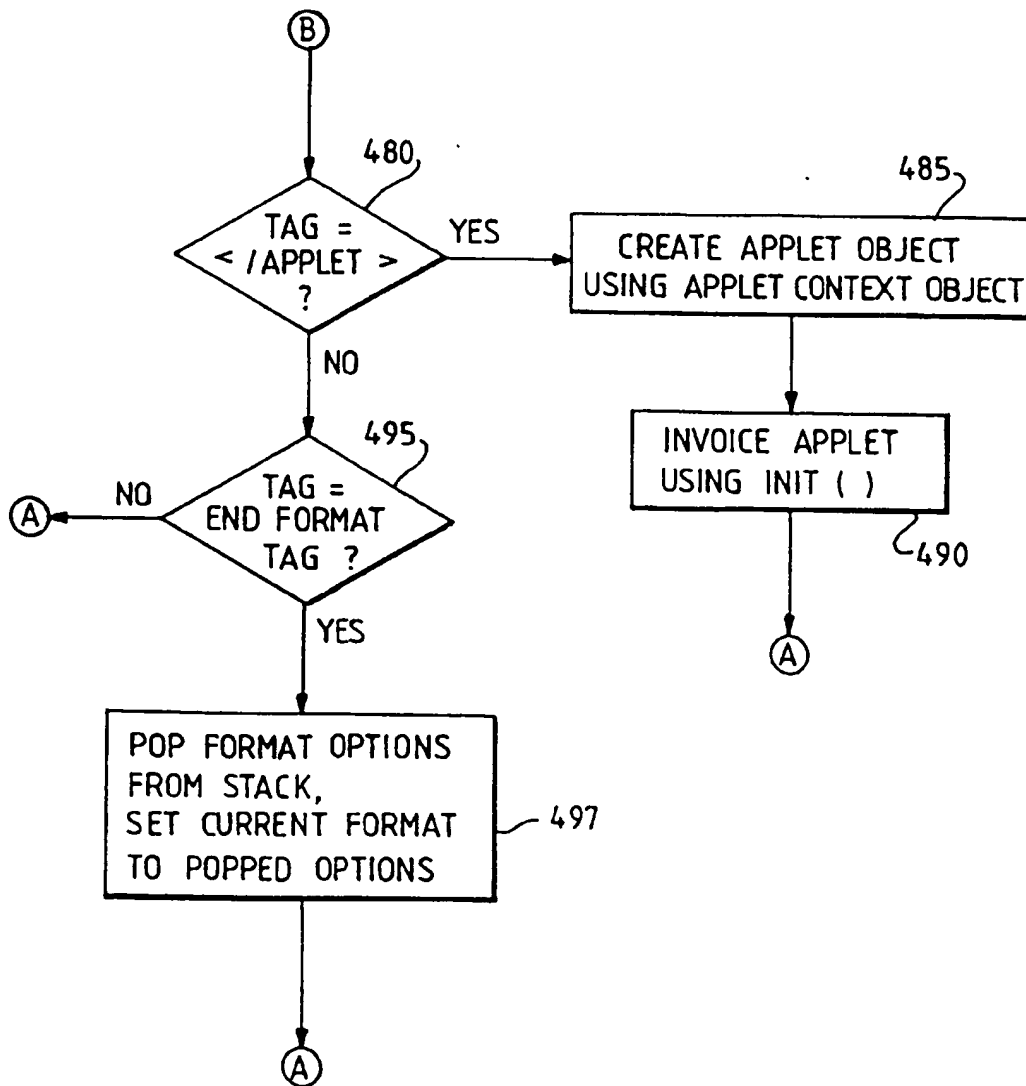 B
480
TAG =
< /APPLET >
?
YES
485
CREATE APPLET OBJECT
USING APPLET CONTEXT OBJECT
NO
495
TAG =
END FORMAT
TAG ?
NO
A
INVOICE APPLET
USING INIT ( )
490
A
YES
POP FORMAT OPTIONS
FROM STACK,
SET CURRENT FORMAT
TO POPPED OPTIONS
497
A